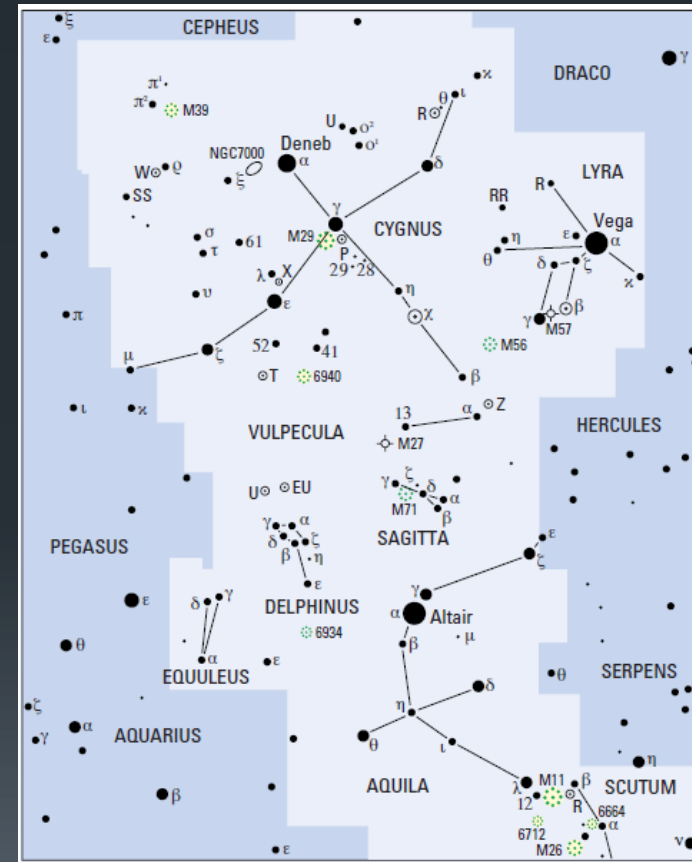 ξ
ε
CEPHEUS
π¹
π²
M39
U
ο²
ο¹
R
θ
ι
κ
DRACO
γ
W
ρ
NGC7000
ξ
Deneb
α
δ
SS
RR
R
LYRA
γ
CYGNUS
Vega
σ
τ
61
M29
P
29
28
η
θ
ε
α
λ
X
δ
ζ
κ
υ
ε
η
χ
β
π
γ
M57
μ
ζ
52
41
M56
T
6940
β
ι
κ
13
α
Z
VULPECULA
M27
HERCULES
U
EU
γ
ζ
δ
M71
α
β
γ
α
δ
β
ζ
η
SAGITTA
PEGASUS
ε
ζ
ε
ε
δ
γ
DELPHINUS
γ
α
Altair
β
μ
6934
θ
α
EQUULEUS
ε
θ
SERPENS
ζ
γ
α
AQUARIUS
η
δ
θ
ι
η
β
AQUILA
λ
M11
β
SCUTUM
12
R
6664
6712
α
M26
ν
ε